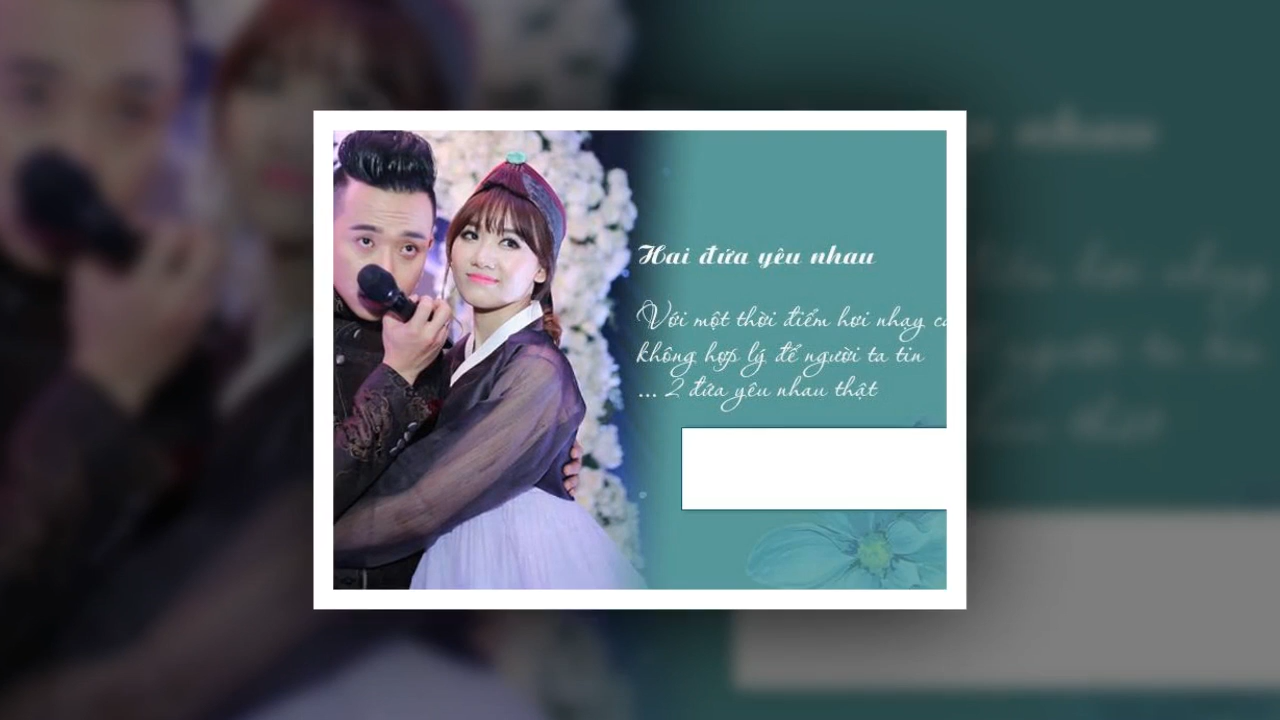 Hai đứa yêu nhau
Với một thời điểm hơi nhạy
không hợp lý để người ta tin
... 2 đứa yêu nhau thật